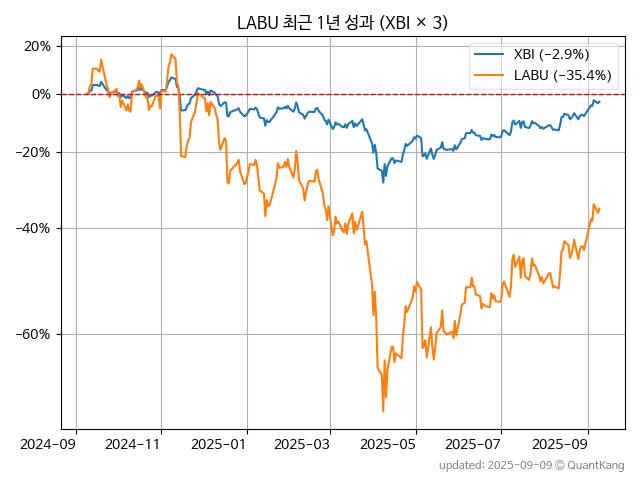 LABU 최근 1년 성과 (XBI × 3)
XBI (−2.9%)
LABU (−35.4%)
20%
0%
−20%
−40%
−60%
2024-09 2024-11 2025-01 2025-03 2025-05 2025-07 2025-09
updated: 2025-09-09 © QuantKang